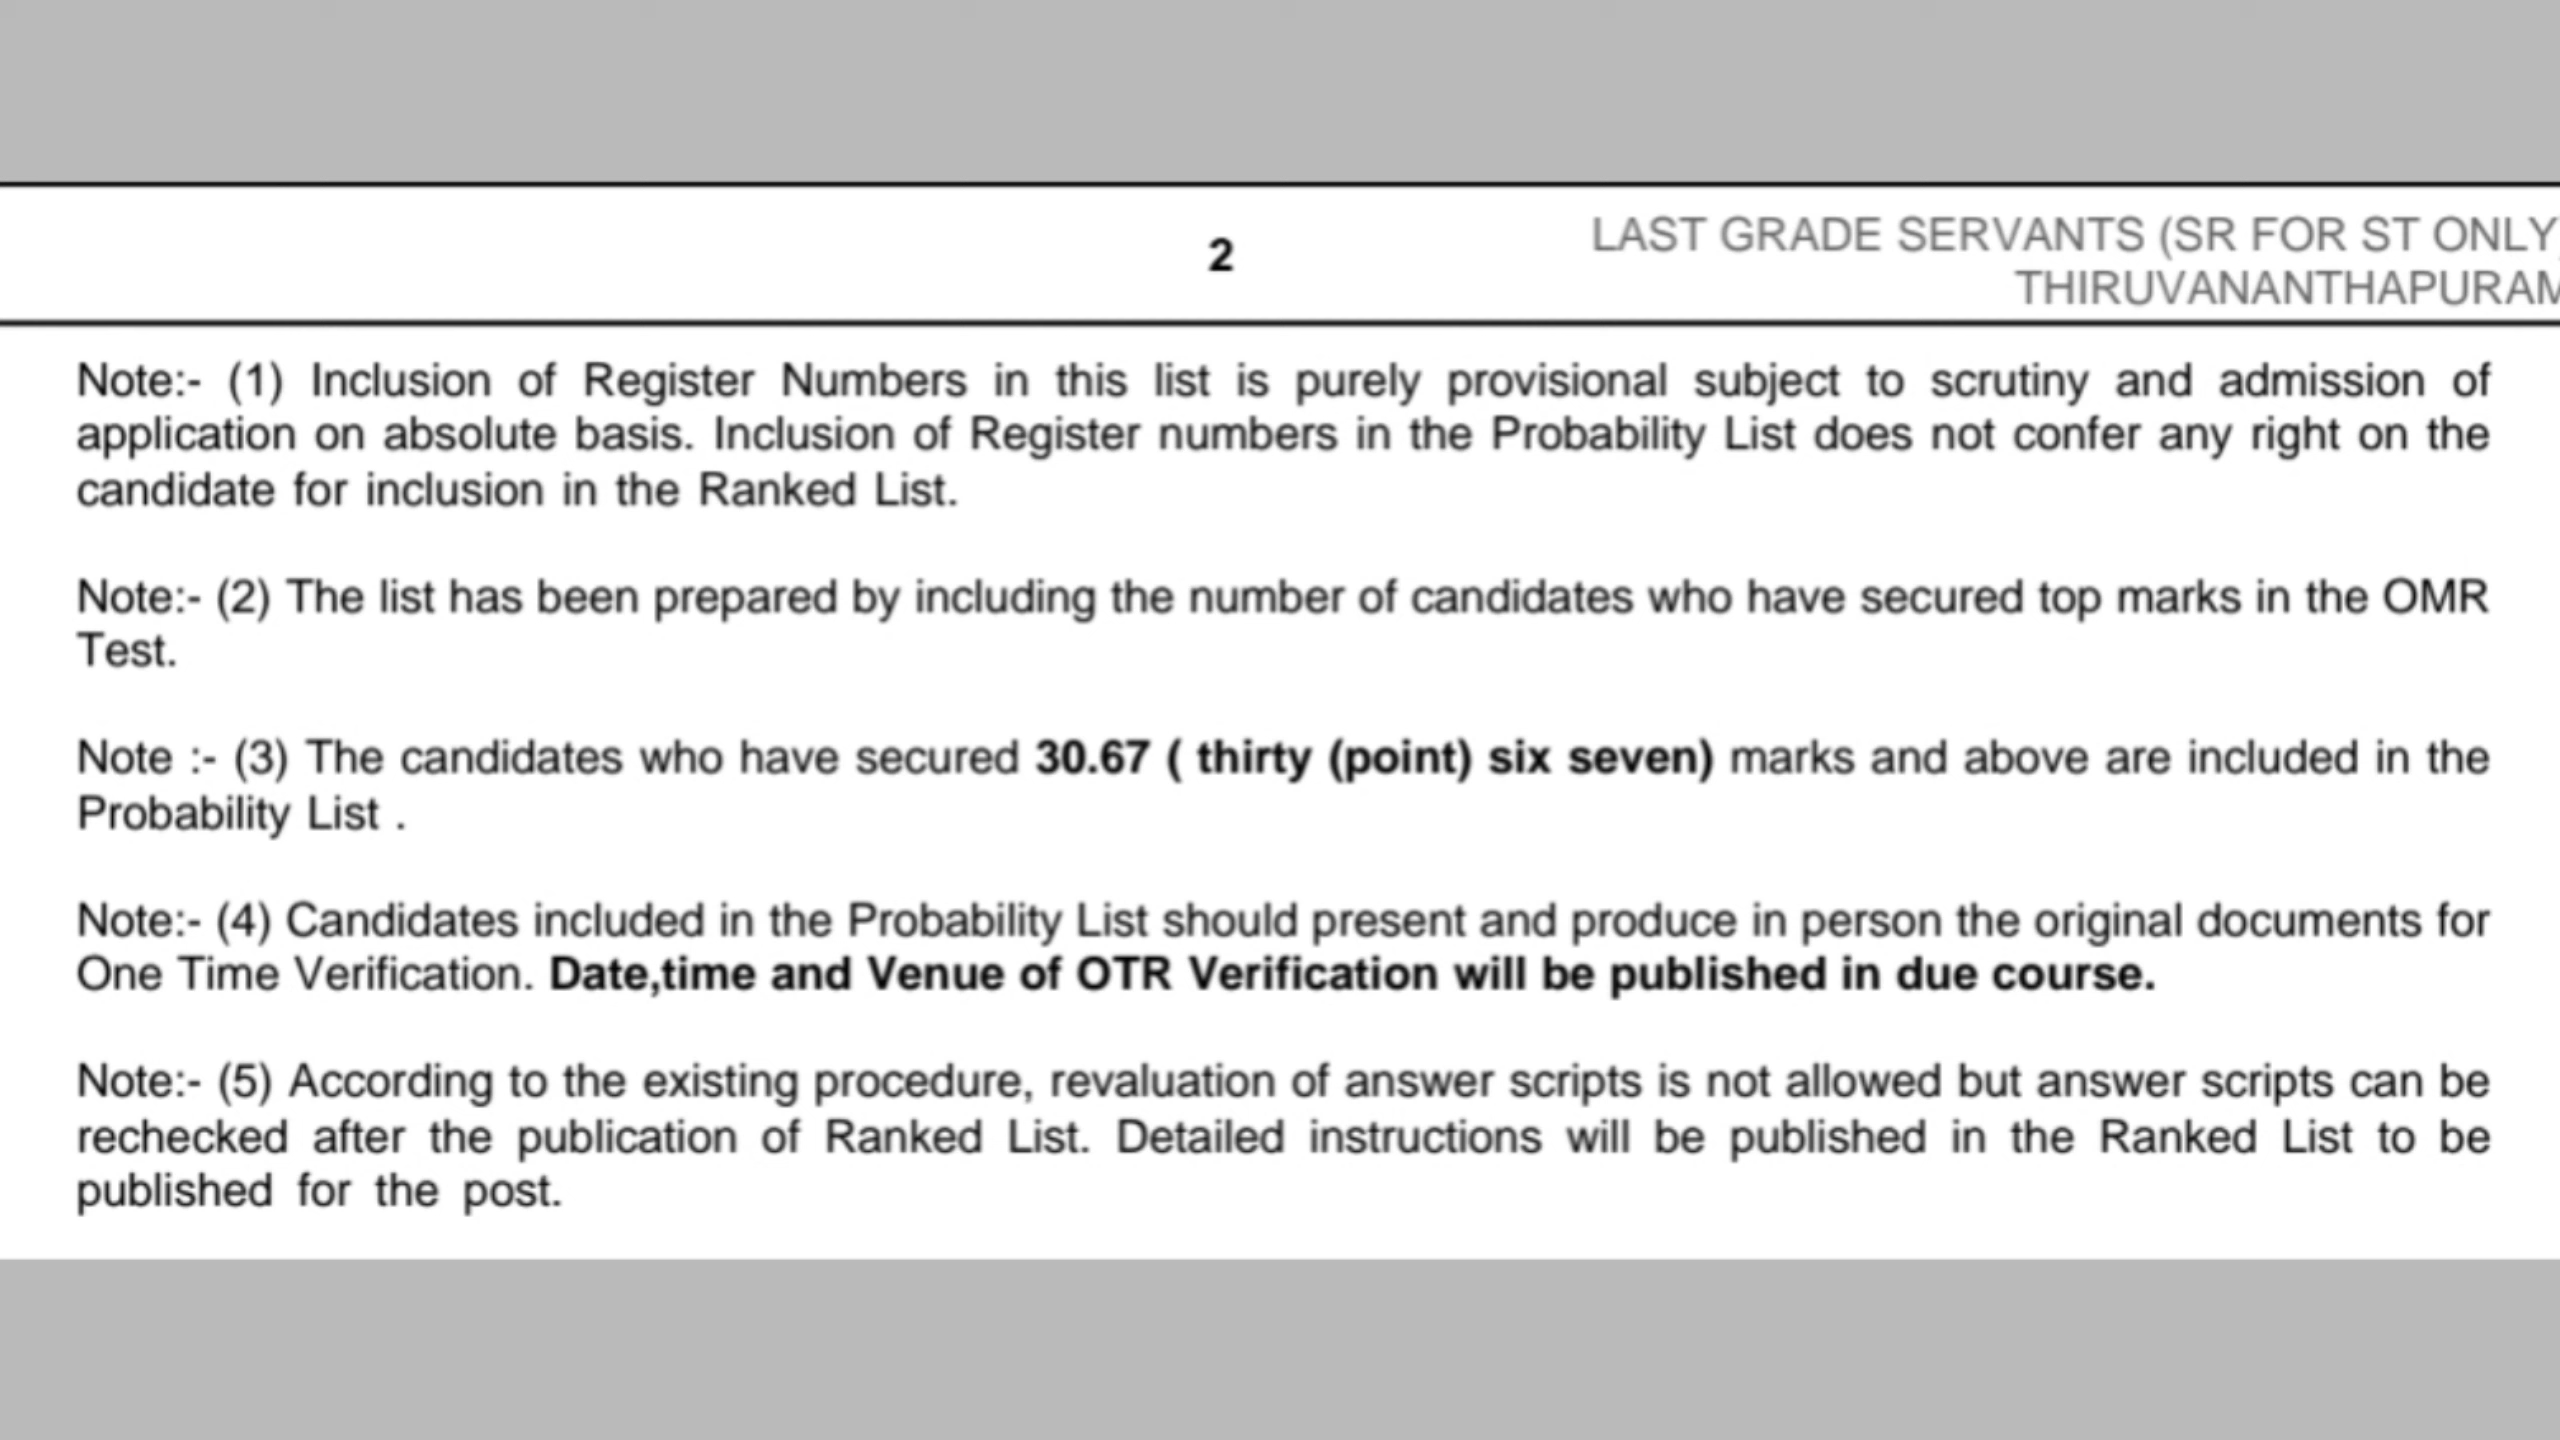 2
LAST GRADE SERVANTS (SR FOR ST ONLY)
THIRUVANANTHAPURAM
Note:- (1) Inclusion of Register Numbers in this list is purely provisional subject to scrutiny and admission of
application on absolute basis. Inclusion of Register numbers in the Probability List does not confer any right on the
candidate for inclusion in the Ranked List.
Note:- (2) The list has been prepared by including the number of candidates who have secured top marks in the OMR
Test.
Note :- (3) The candidates who have secured 30.67 ( thirty (point) six seven) marks and above are included in the
Probability List .
Note:- (4) Candidates included in the Probability List should present and produce in person the original documents for
One Time Verification. Date,time and Venue of OTR Verification will be published in due course.
Note:- (5) According to the existing procedure, revaluation of answer scripts is not allowed but answer scripts can be
rechecked after the publication of Ranked List. Detailed instructions will be published in the Ranked List to be
published for the post.